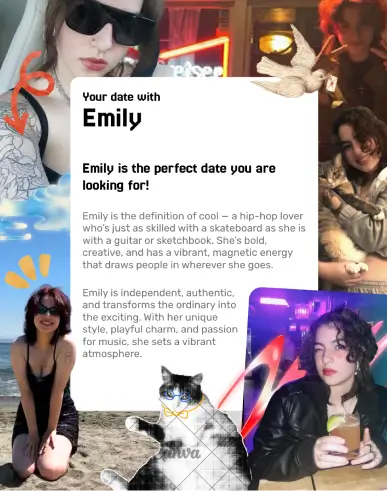 Your date with
Emily
Emily is the perfect date you are
looking for!
Emily is the definition of cool — a hip-hop lover
who's just as skilled with a skateboard as she is
with a guitar or sketchbook. She's bold,
creative, and has a vibrant, magnetic energy
that draws people in wherever she goes.
Emily is independent, authentic,
and transforms the ordinary into
the exciting. With her unique
style, playful charm, and passion
for music, she sets a vibrant
atmosphere.
Canva